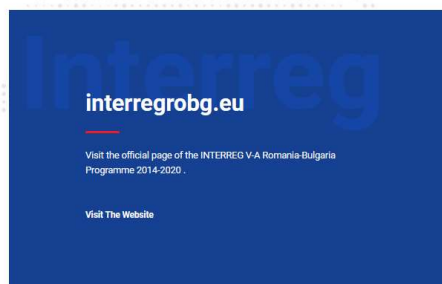 Interreg
interregrobg.eu
Visit the official page of the INTERREG V-A Romania-Bulgaria
Programme 2014-2020 .
Visit The Website